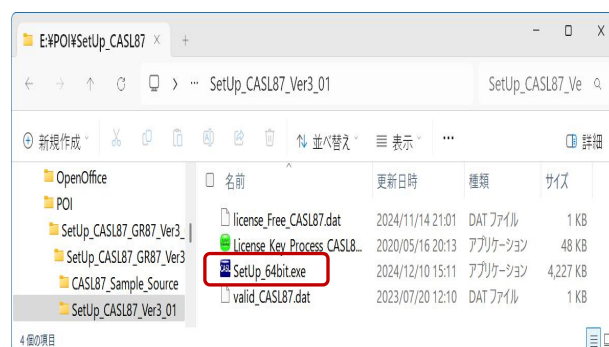 E:¥POI¥SetUp_CASL87
SetUp_CASL87_Ver3_01 SetUp_CASL87_Ve
新規作成 並べ替え 表示 ... 詳細
OpenOffice
POI
SetUp_CASL87_GR87_Ver3_
SetUp_CASL87_GR87_Ver3
CASL87_Sample_Source
SetUp_CASL87_Ver3_01
名前 更新日時 種類 サイズ
license_Free_CASL87.dat 2024/11/14 21:01 DAT ファイル 1 KB
License_Key_Process_CASL8... 2020/05/16 20:13 アプリケーション 48 KB
SetUp_64bit.exe 2024/12/10 15:11 アプリケーション 4,227 KB
valid_CASL87.dat 2023/07/20 12:10 DAT ファイル 1 KB
4 個の項目